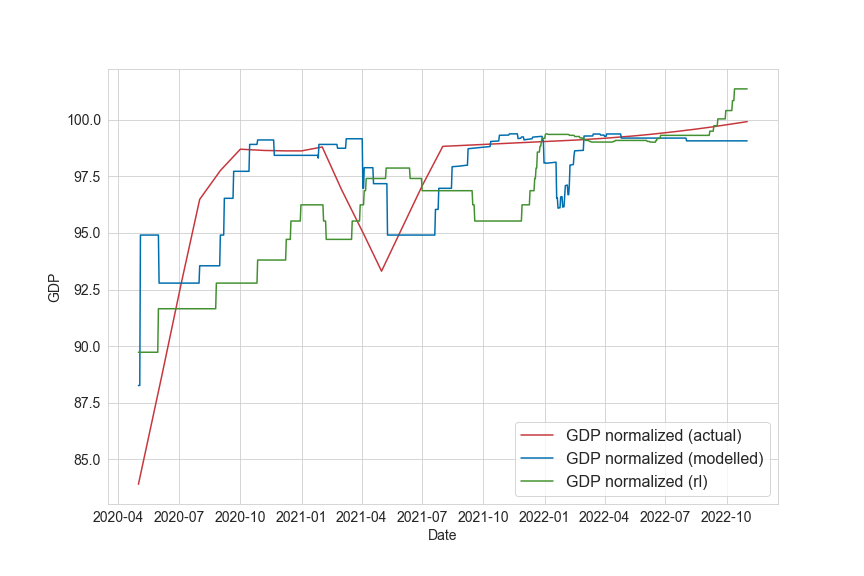 100.0
97.5
95.0
92.5
90.0
87.5
85.0
GDP
GDP normalized (actual)
GDP normalized (modelled)
GDP normalized (rl)
2020-04 2020-07 2020-10 2021-01 2021-04 2021-07 2021-10 2022-01 2022-04 2022-07 2022-10
Date